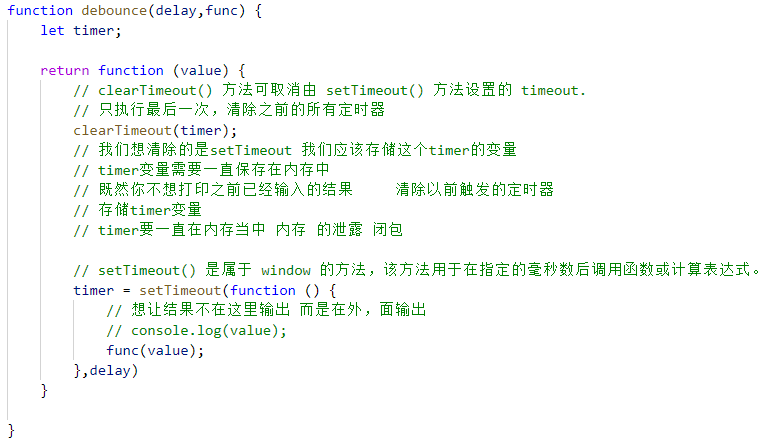 function debounce(delay,func) {
let timer;
return function (value) {
// clearTimeout() 方法可取消由 setTimeout() 方法设置的 timeout.
// 只执行最后一次，清除之前的所有定时器
clearTimeout(timer);
// 我们想清除的是setTimeout 我们应该存储这个timer的变量
// timer变量需要一直保存在内存中
// 既然你不想打印之前已经输入的结果     清除以前触发的定时器
// 存储timer变量
// timer要一直在内存当中 内存 的泄露 闭包
// setTimeout() 是属于 window 的方法，该方法用于在指定的毫秒数后调用函数或计算表达式。
timer = setTimeout(function () {
// 想让结果不在这里输出 而是在外，面输出
// console.log(value);
func(value);
},delay)
}
}